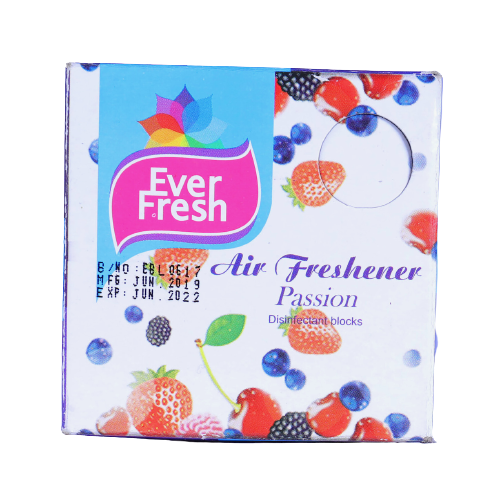 Ever
Fresh
B/NO: EBL0617
MFG: JUN. 2019
EXP: JUN. 2022
Air Freshener
Passion
Disinfectant blocks